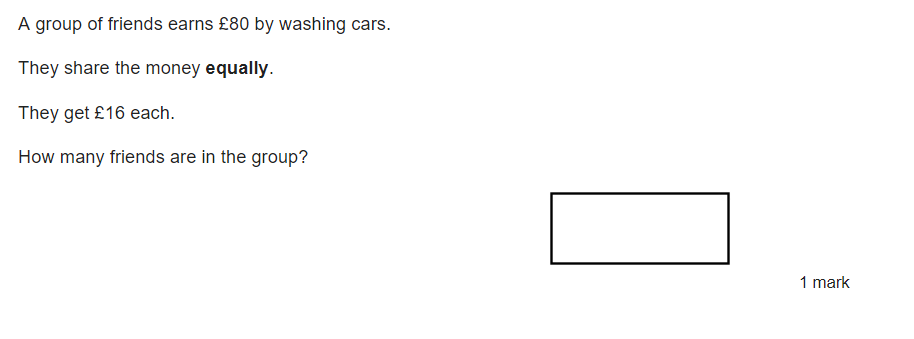 A group of friends earns £80 by washing cars.
They share the money equally.
They get £16 each.
How many friends are in the group?
1 mark